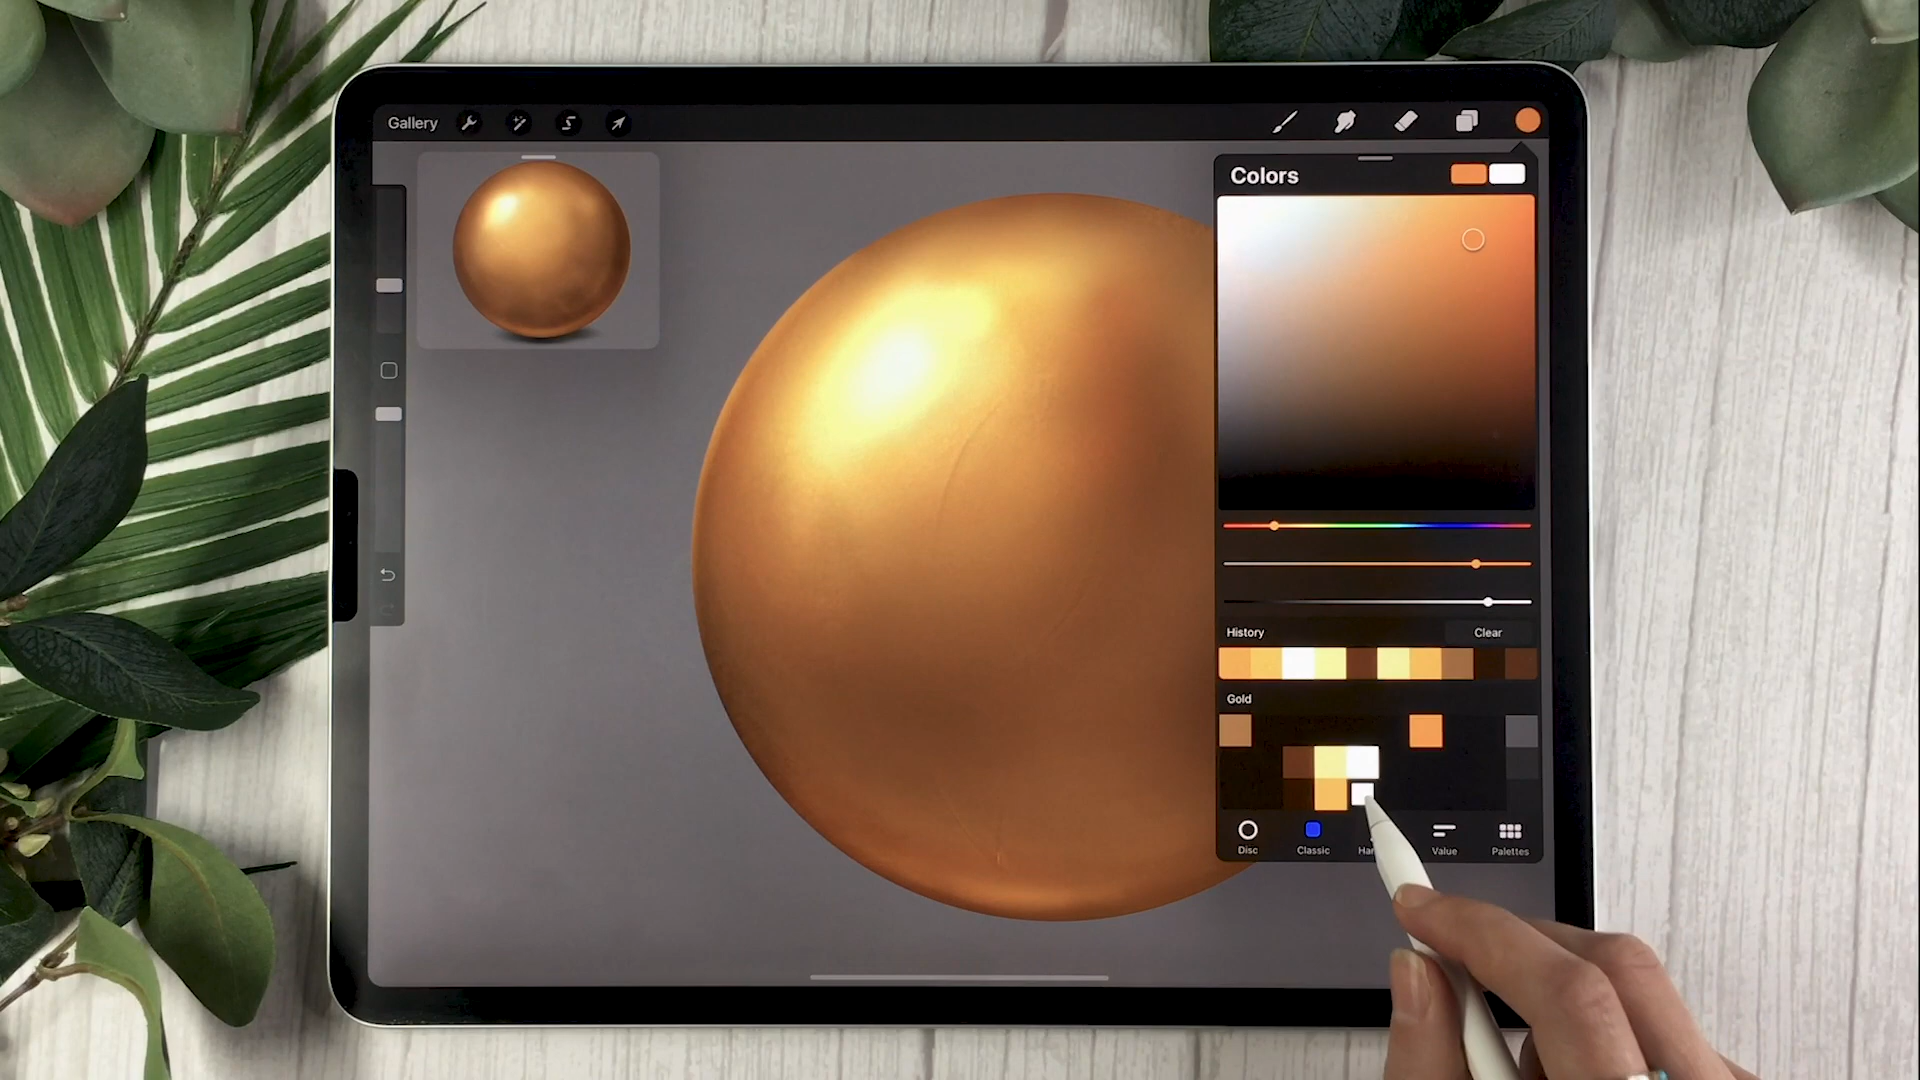 Gallery
Colors
History
Clear
Gold
Disc
Classic
Value
Palettes